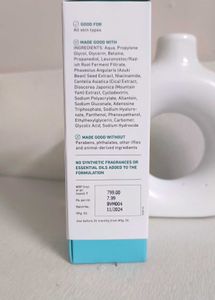 GOOD FOR
All skin types
MADE GOOD WITH
INGREDIENTS: Aqua, Propylene
Glycol, Glycerin, Betaine,
Propanediol, Leuconostoc/Rad-
ish Root Ferment Filtrate,
Phaseolus Angularis (Adzuki
Bean) Seed Extract, Niacinamide,
Centella Asiatica (Cica) Extract,
Dioscorea Japonica (Mountain
Yam) Extract, Cyclodextrin,
Sodium Polyacrylate, Allantoin,
Sodium Gluconate, Adenosine
Triphosphate, Sodium Hyaluro-
nate, Panthenol, Phenoxyethanol,
Ethylhexylglycerin, Carbomer,
Glycolic Acid, Sodium Hydroxide
MADE GOOD WITHOUT
Parabens, phthalates, other iffies
and animal-derived ingredients
NO SYNTHETIC FRAGRANCES OR
ESSENTIAL OILS ADDED TO THE
FORMULATION
799.00
7.99
11/2024